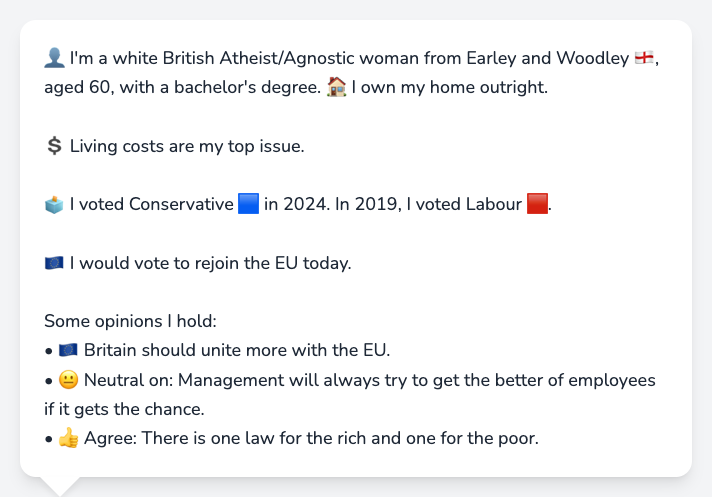 👤 I'm a white British Atheist/Agnostic woman from Earley and Woodley 🏴󠁧󠁢󠁥󠁮󠁧󠁿,
aged 60, with a bachelor's degree. 🏠 I own my home outright.
💲 Living costs are my top issue.
🗳️ I voted Conservative 🟦 in 2024. In 2019, I voted Labour 🟥.
🇪🇺 I would vote to rejoin the EU today.
Some opinions I hold:
• 🇪🇺 Britain should unite more with the EU.
• 😐 Neutral on: Management will always try to get the better of employees
if it gets the chance.
• 👍 Agree: There is one law for the rich and one for the poor.